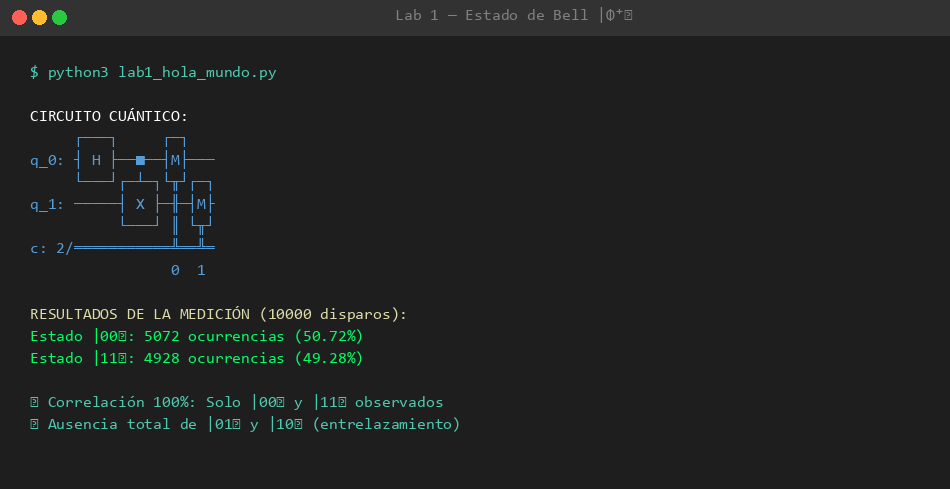 Lab 1 — Estado de Bell |Φ⁺
$ python3 lab1_hola_mundo.py
CIRCUITO CUÁNTICO:
     ┌───┐     ┌─┐
q_0: ┤ H ├──■──┤M├───
     └───┘┌─┴─┐└╥┘┌─┐
q_1: ─────┤ X ├─╫─┤M├
          └───┘ ║ └╥┘
c: 2/═══════════╩══╩═
                0  1
RESULTADOS DE LA MEDICIÓN (10000 disparos):
Estado |00: 5072 ocurrencias (50.72%)
Estado |11: 4928 ocurrencias (49.28%)
Correlación 100%: Solo |00 y |11 observados
Ausencia total de |01 y |10 (entrelazamiento)